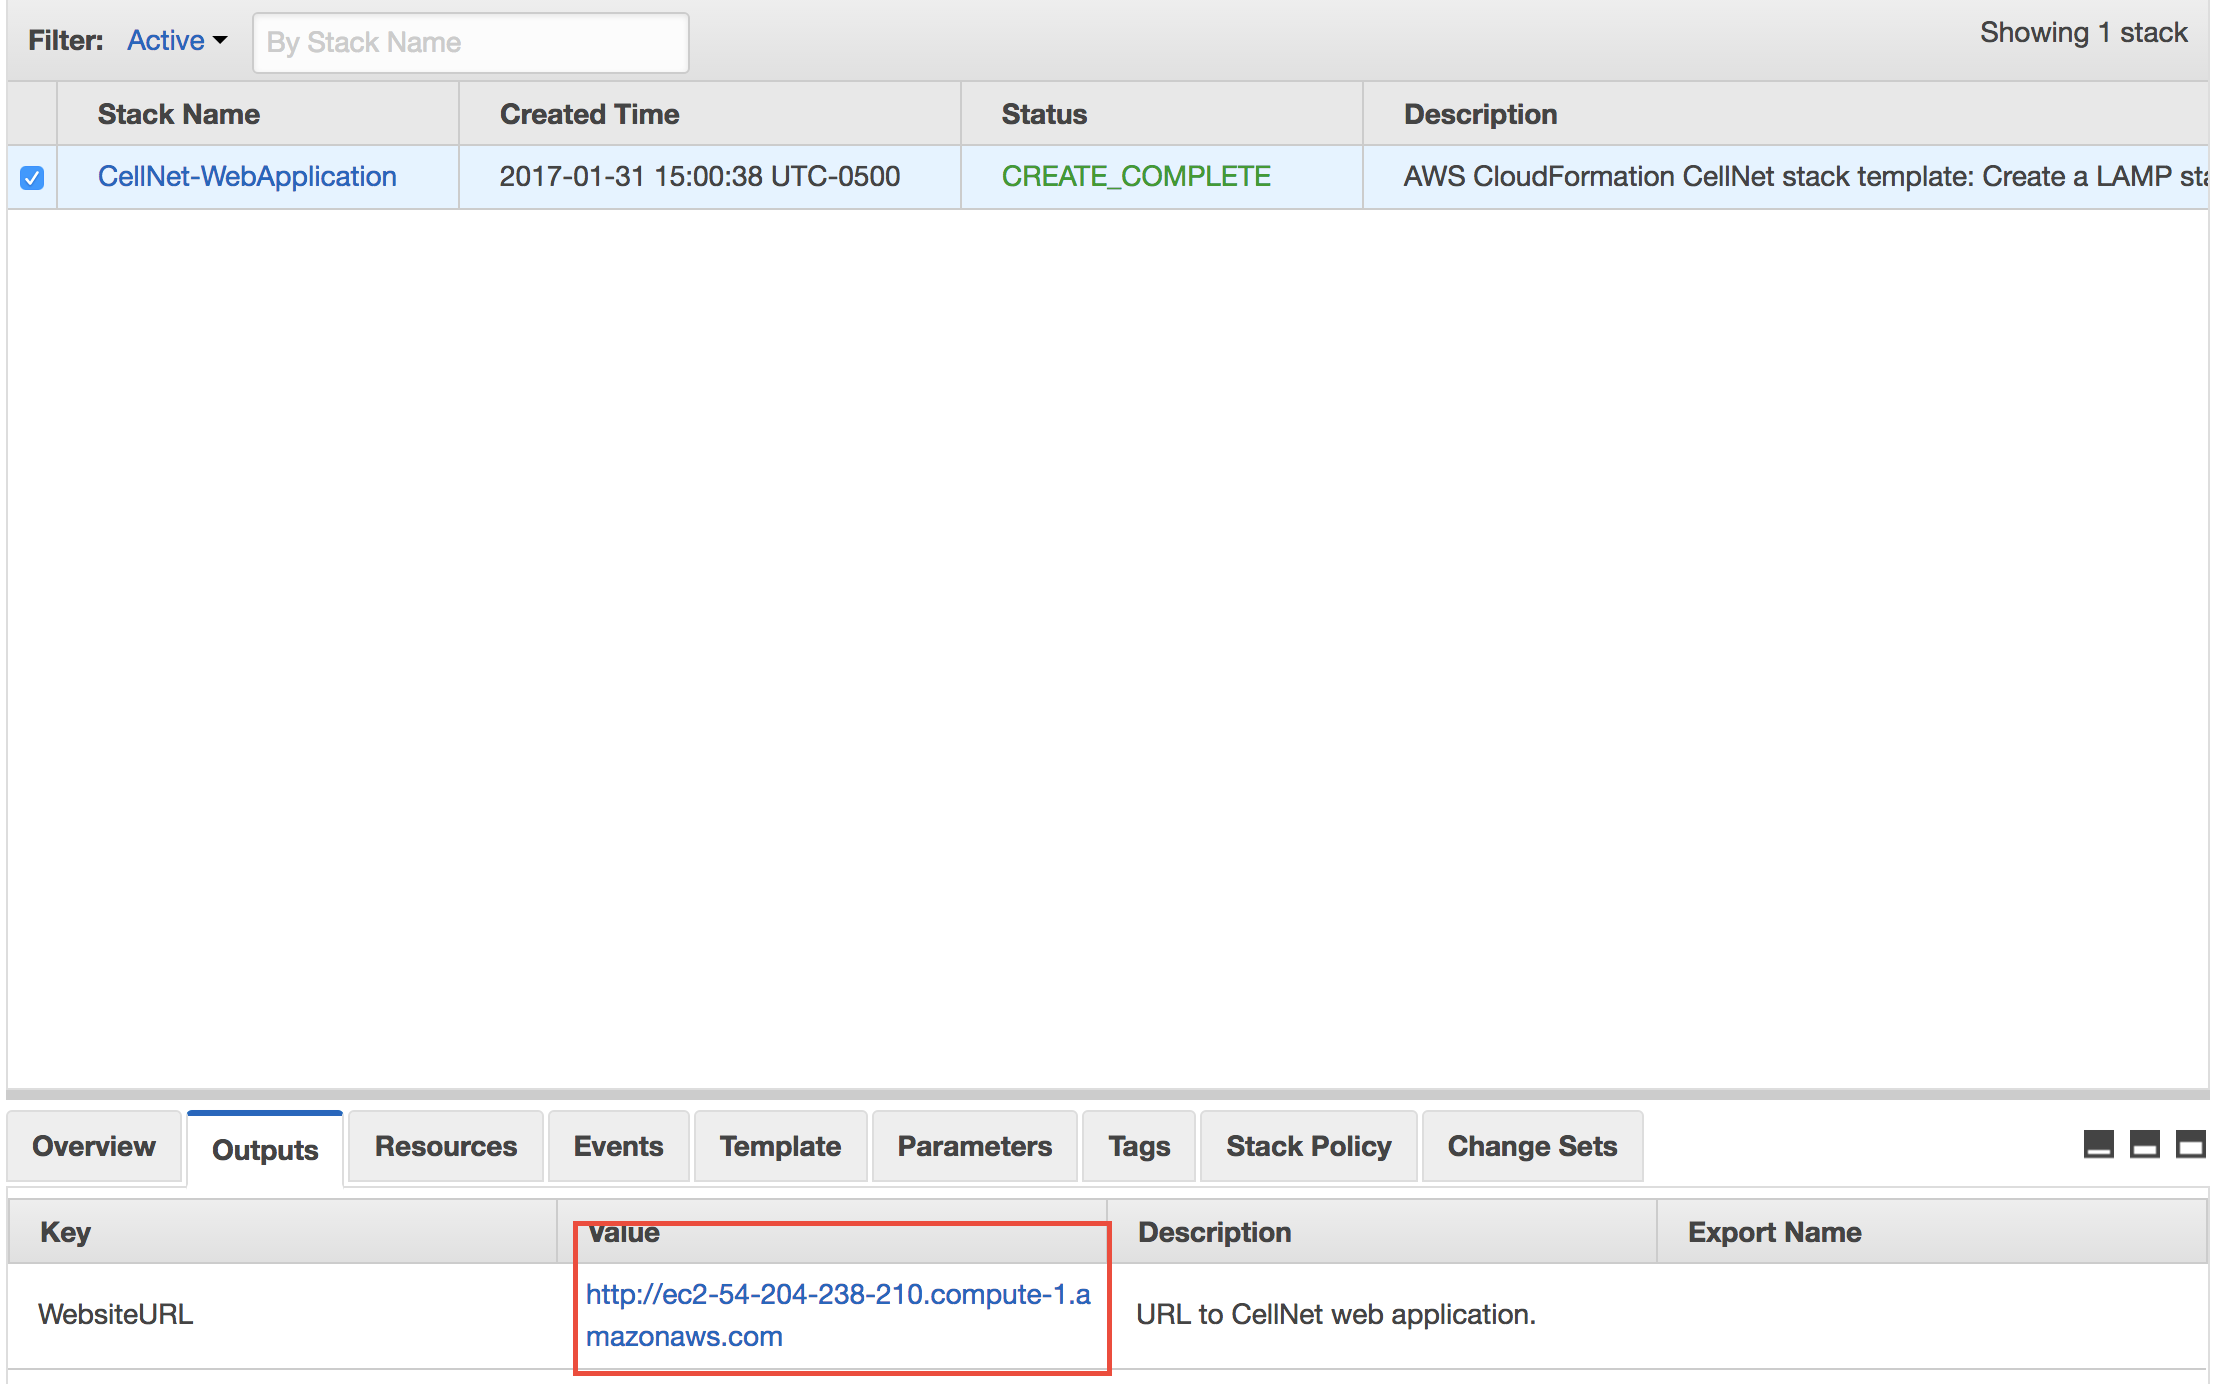 Filter: Active By Stack Name Showing 1 stack
Stack Name Created Time Status Description
CellNet-WebApplication 2017-01-31 15:00:38 UTC-0500 CREATE_COMPLETE AWS CloudFormation CellNet stack template: Create a LAMP sta
Overview Outputs Resources Events Template Parameters Tags Stack Policy Change Sets
Key Value Description Export Name
WebsiteURL http://ec2-54-204-238-210.compute-1.a
mazonaws.com URL to CellNet web application.